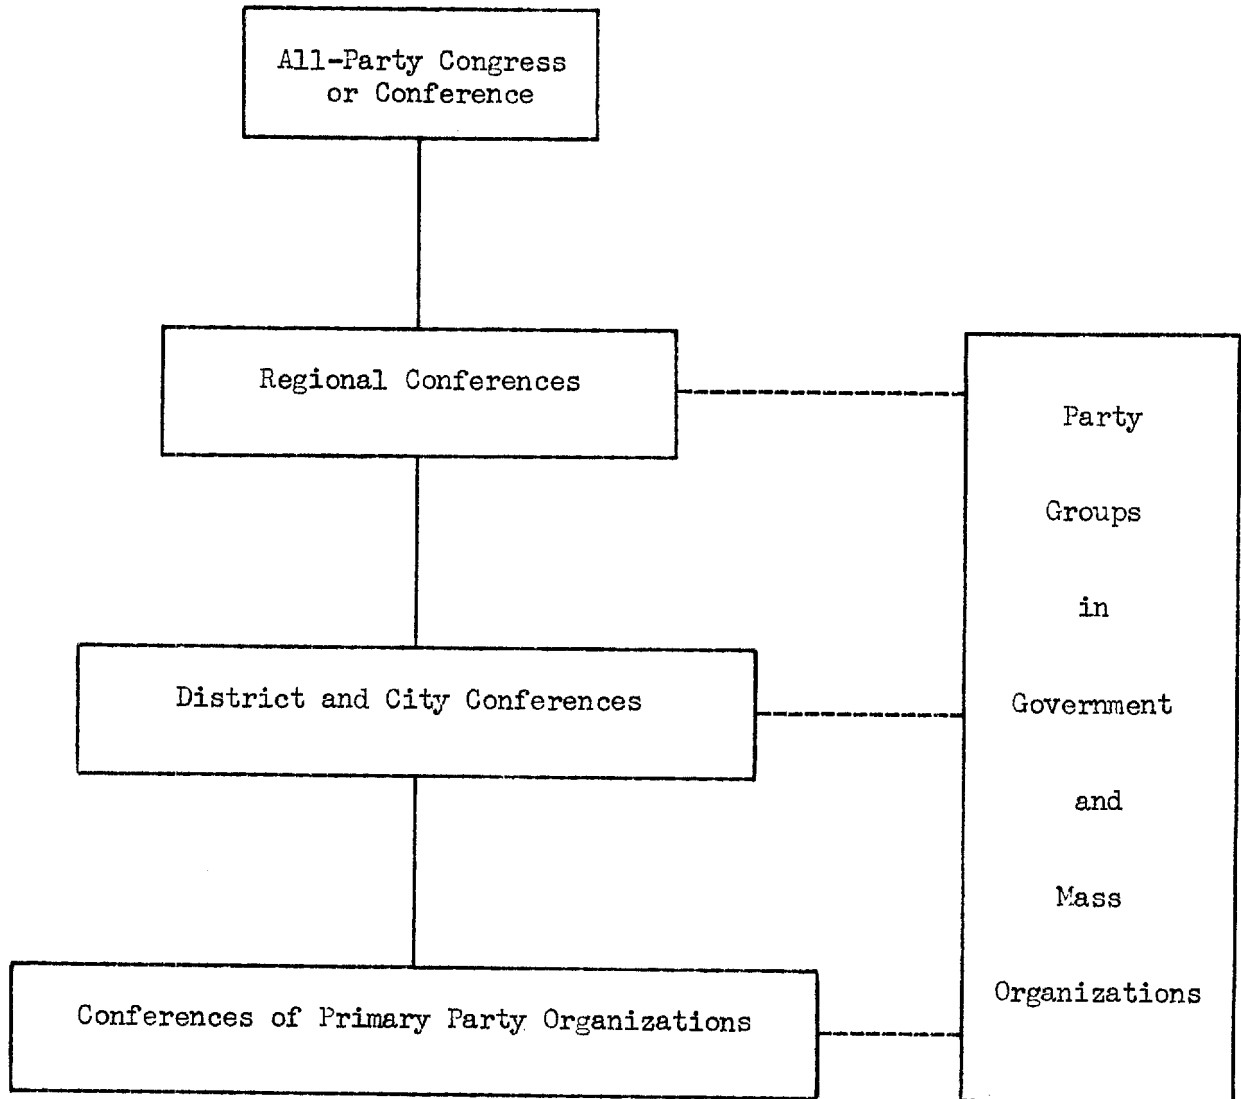 All-Party Congress
or Conference
Regional Conferences
District and City Conferences
Conferences of Primary Party Organizations
Party
Groups
in
Government
and
Mass
Organizations